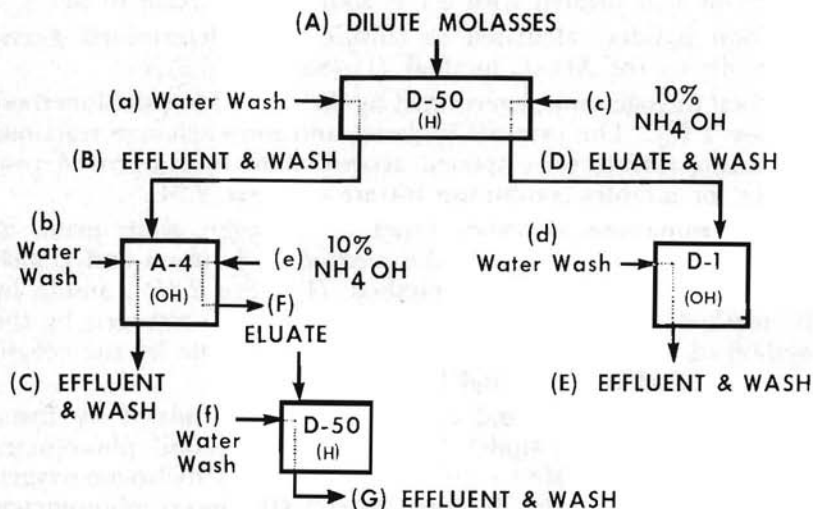 (A) DILUTE MOLASSES
(a) Water Wash
D-50
(H)
(c) 10%
NH4OH
(B) EFFLUENT & WASH
(D) ELUATE & WASH
(b)
Water
Wash
A-4
(OH)
(e) 10%
NH4OH
(d)
Water Wash
D-1
(OH)
(F)
ELUATE
(C) EFFLUENT
& WASH
(E) EFFLUENT & WASH
(f)
Water
Wash
D-50
(H)
(G) EFFLUENT & WASH